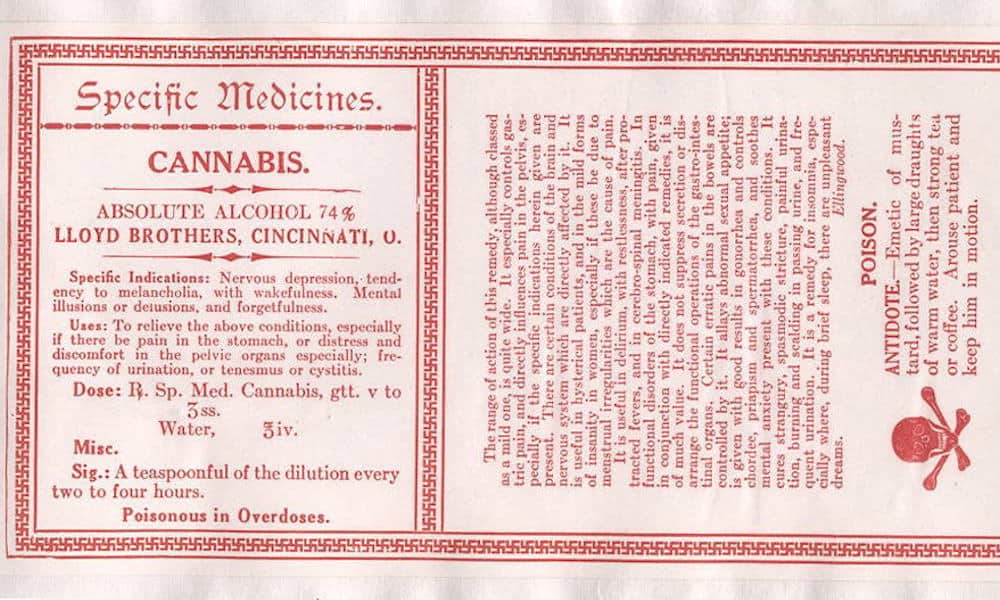 Specific Medicines.
CANNABIS.
ABSOLUTE ALCOHOL 74%
LLOYD BROTHERS, CINCINNATI, O.
Specific Indications: Nervous depression, tend-
ency to melancholia, with wakefulness. Mental
illusions or delusions, and forgetfulness.
Uses: To relieve the above conditions, especially
if there be pain in the stomach, or distress and
discomfort in the pelvic organs especially; fre-
quency of urination, or tenesmus or cystitis.
Dose: ℞. Sp. Med. Cannabis, gtt. v to
ʒss.
Water, ℥iv.
Misc.
Sig.: A teaspoonful of the dilution every
two to four hours.
Poisonous in Overdoses.
The range of action of this remedy, although classed
as a mild one, is quite wide. It especially controls gas-
tric pain, and directly influences pain in the pelvis, es-
pecially if the specific indications herein given are
present. There are certain conditions of the brain and
nervous system which are directly affected by it. It
is useful in hysterical patients, and in the mild forms
of insanity in women, especially if these be due to
menstrual irregularities which are the cause of pain.
It is useful in delirium, with restlessness, after pro-
tracted fevers, and in cerebro-spinal meningitis. In
functional disorders of the stomach, with pain, given
in conjunction with directly indicated remedies, it is
of much value. It does not suppress secretion or dis-
arrange the functional operations of the gastro-intes-
tinal organs. Certain erratic pains in the bowels are
controlled by it. It allays abnormal sexual appetite;
is given with good results in gonorrhea and controls
chordee, priapism and spermatorrhea, and soothes
mental anxiety present with these conditions. It
cures strangury, spasmodic stricture, painful urina-
tion, burning and scalding in passing urine, and fre-
quent urination. It is a remedy for insomnia, espe-
cially where, during brief sleep, there are unpleasant
dreams.
Ellingwood.
POISON.
ANTIDOTE.—Emetic of mus-
tard, followed by large draughts
of warm water, then strong tea
or coffee. Arouse patient and
keep him in motion.